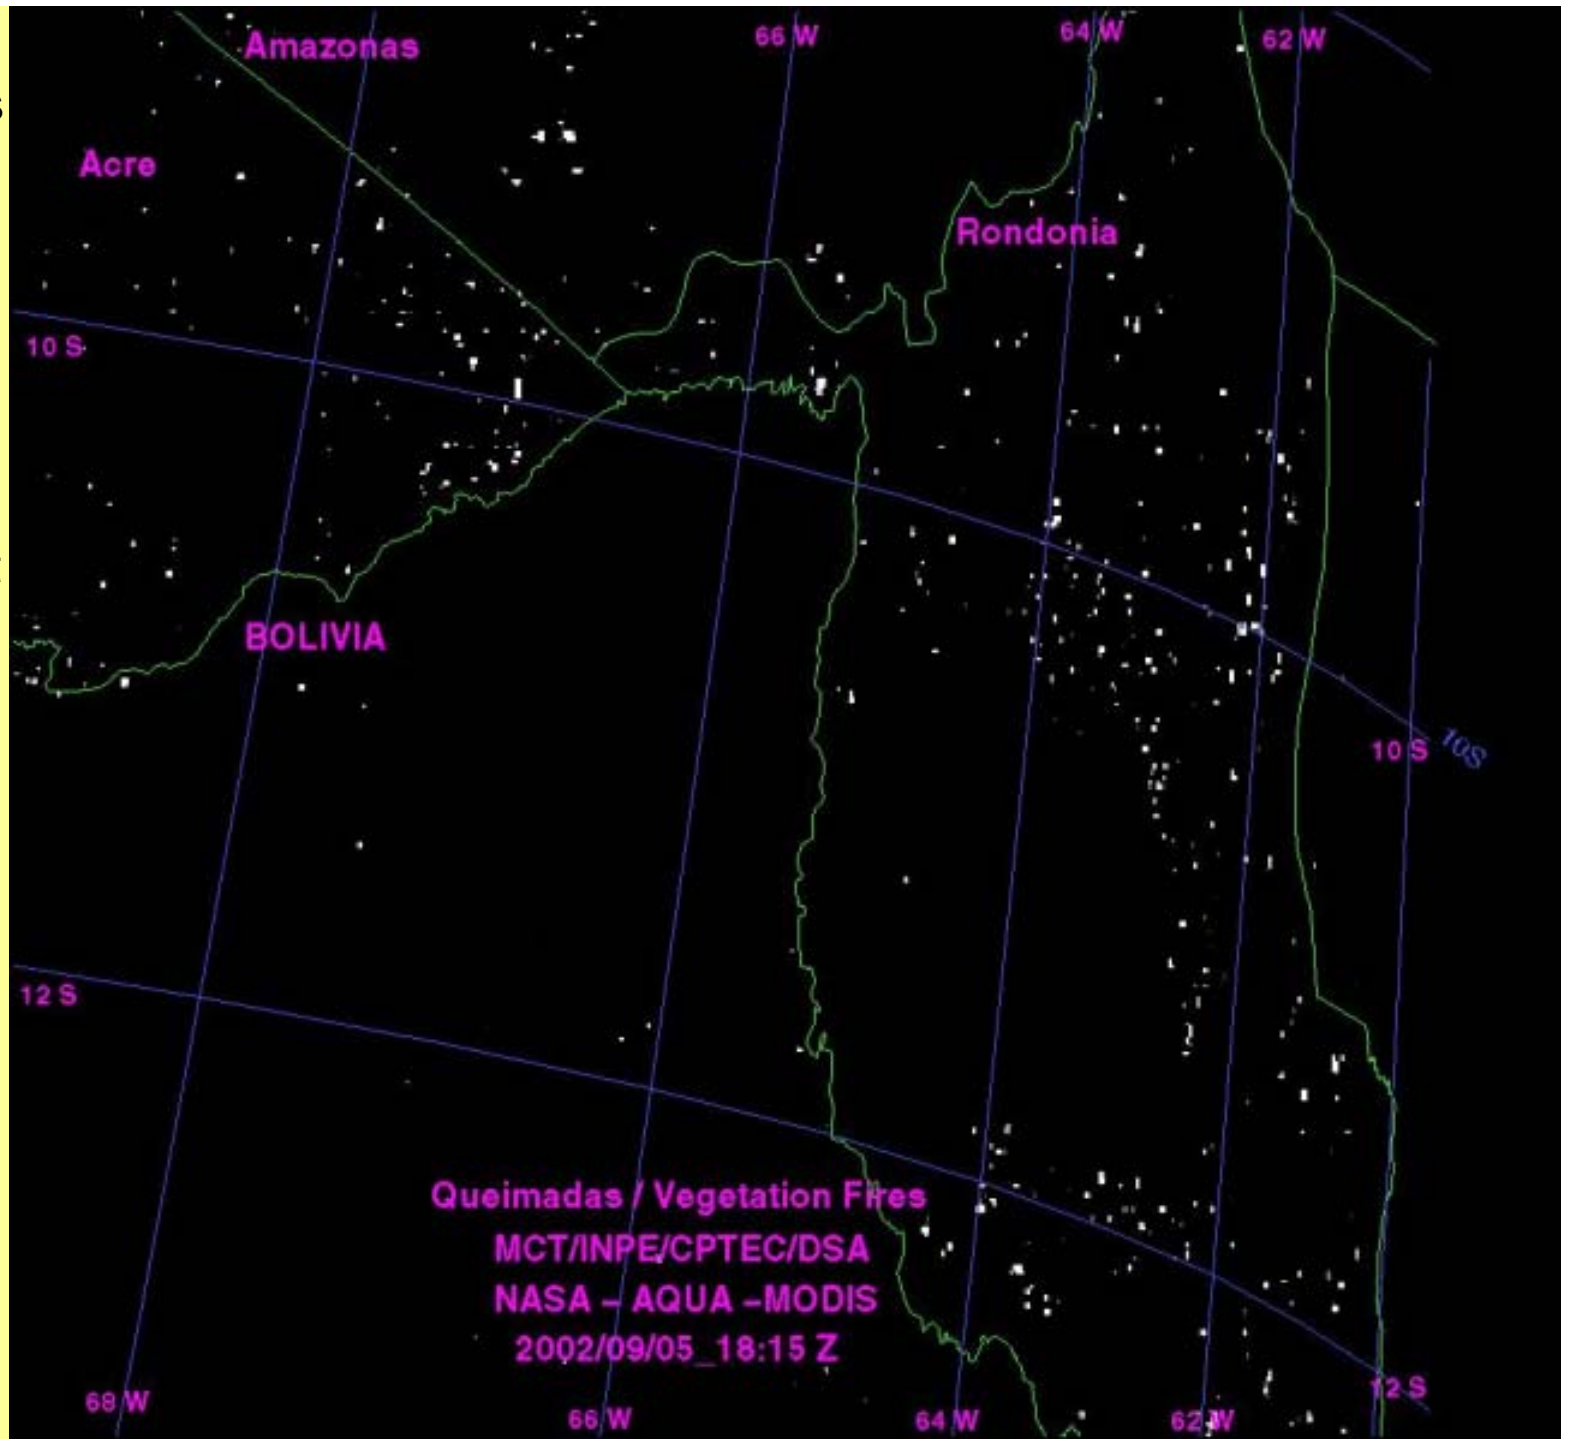 Amazonas
66 W
64 W
62 W
Acre
Rondonia
10 S
BOLIVIA
10 S
10S
12 S
Queimadas / Vegetation Fires
MCT/INPE/CPTEC/DSA
NASA – AQUA –MODIS
2002/09/05_18:15 Z
12 S
68 W
66 W
64 W
62 W